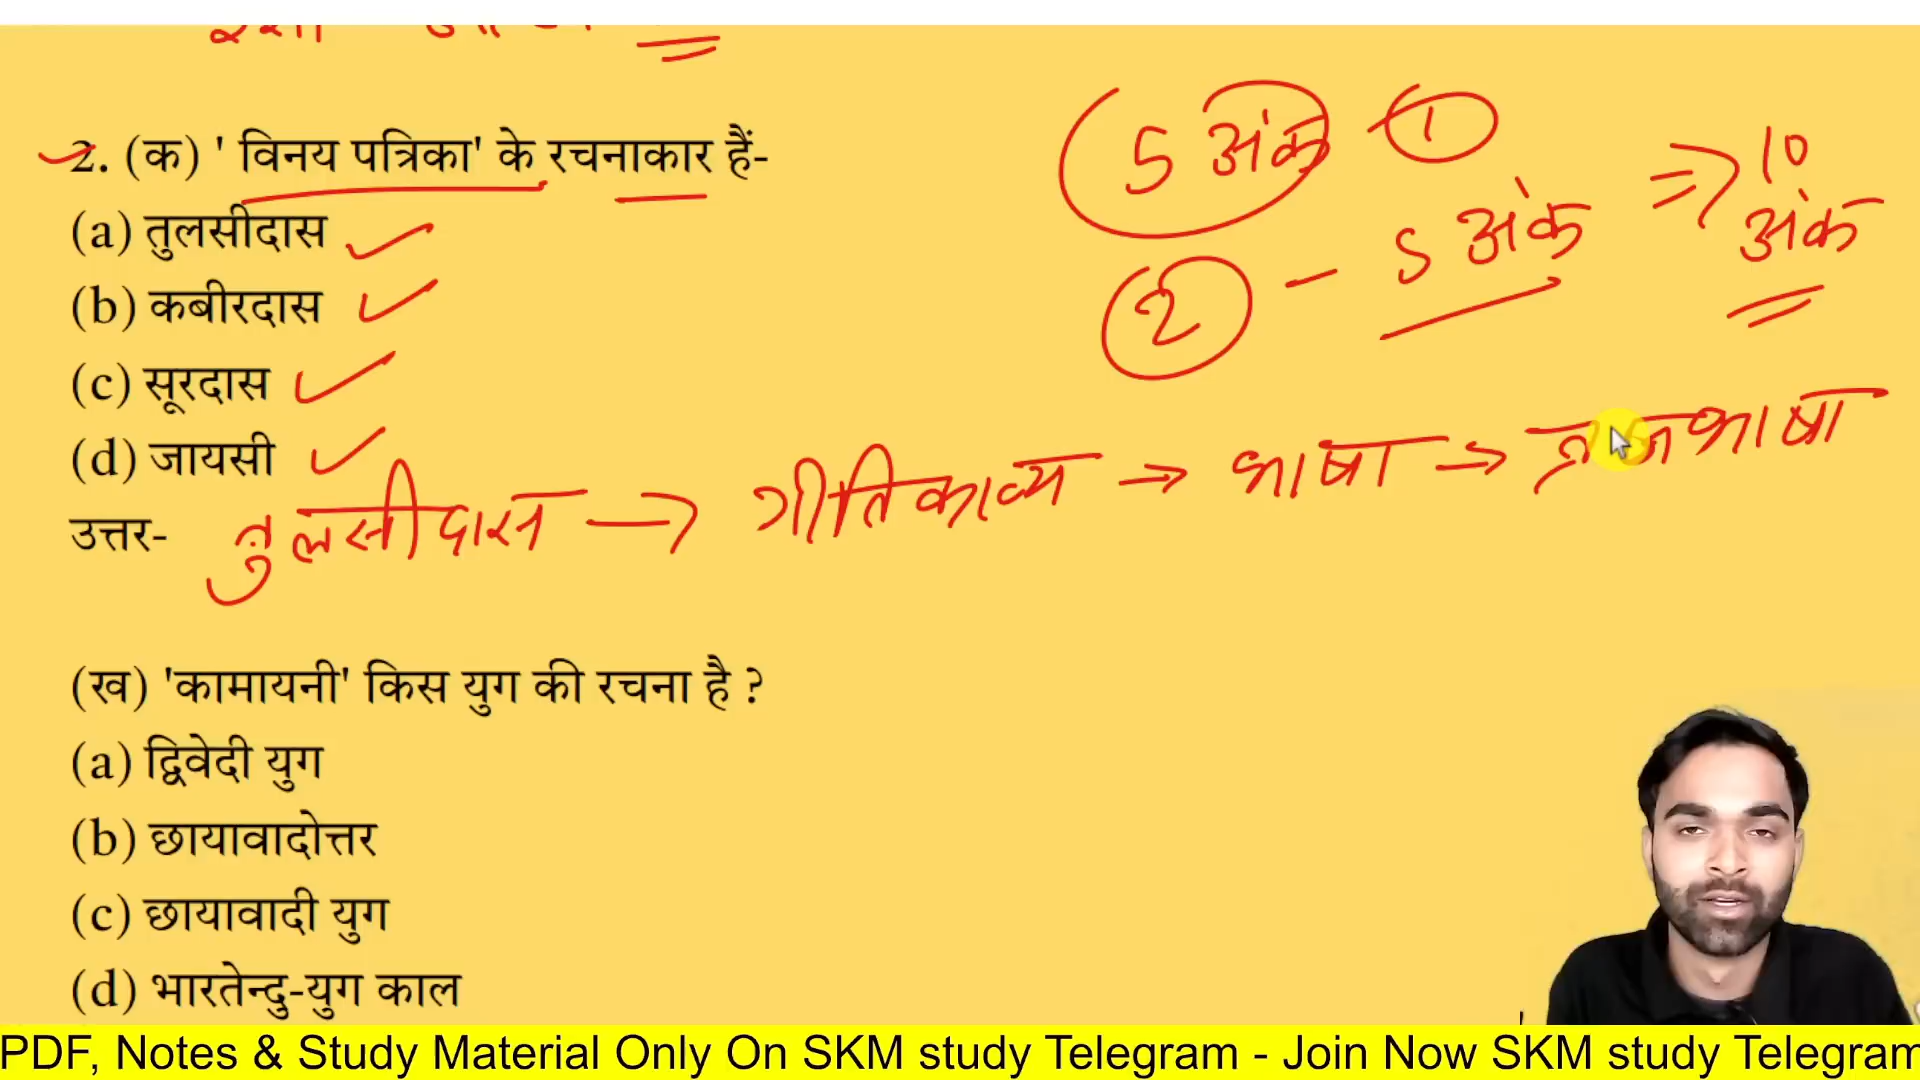 2. (क) ' विनय पत्रिका' के रचनाकार हैं-
5 अंक - 1
2 - 5 अंक ⇒ 10 अंक
(a) तुलसीदास
(b) कबीरदास
(c) सूरदास
(d) जायसी
उत्तर- तुलसीदास → गीतिकाव्य → भाषा → ब्रजभाषा
(ख) 'कामायनी' किस युग की रचना है ?
(a) द्विवेदी युग
(b) छायावादोत्तर
(c) छायावादी युग
(d) भारतेन्दु-युग काल
PDF, Notes & Study Material Only On SKM study Telegram - Join Now SKM study Telegram